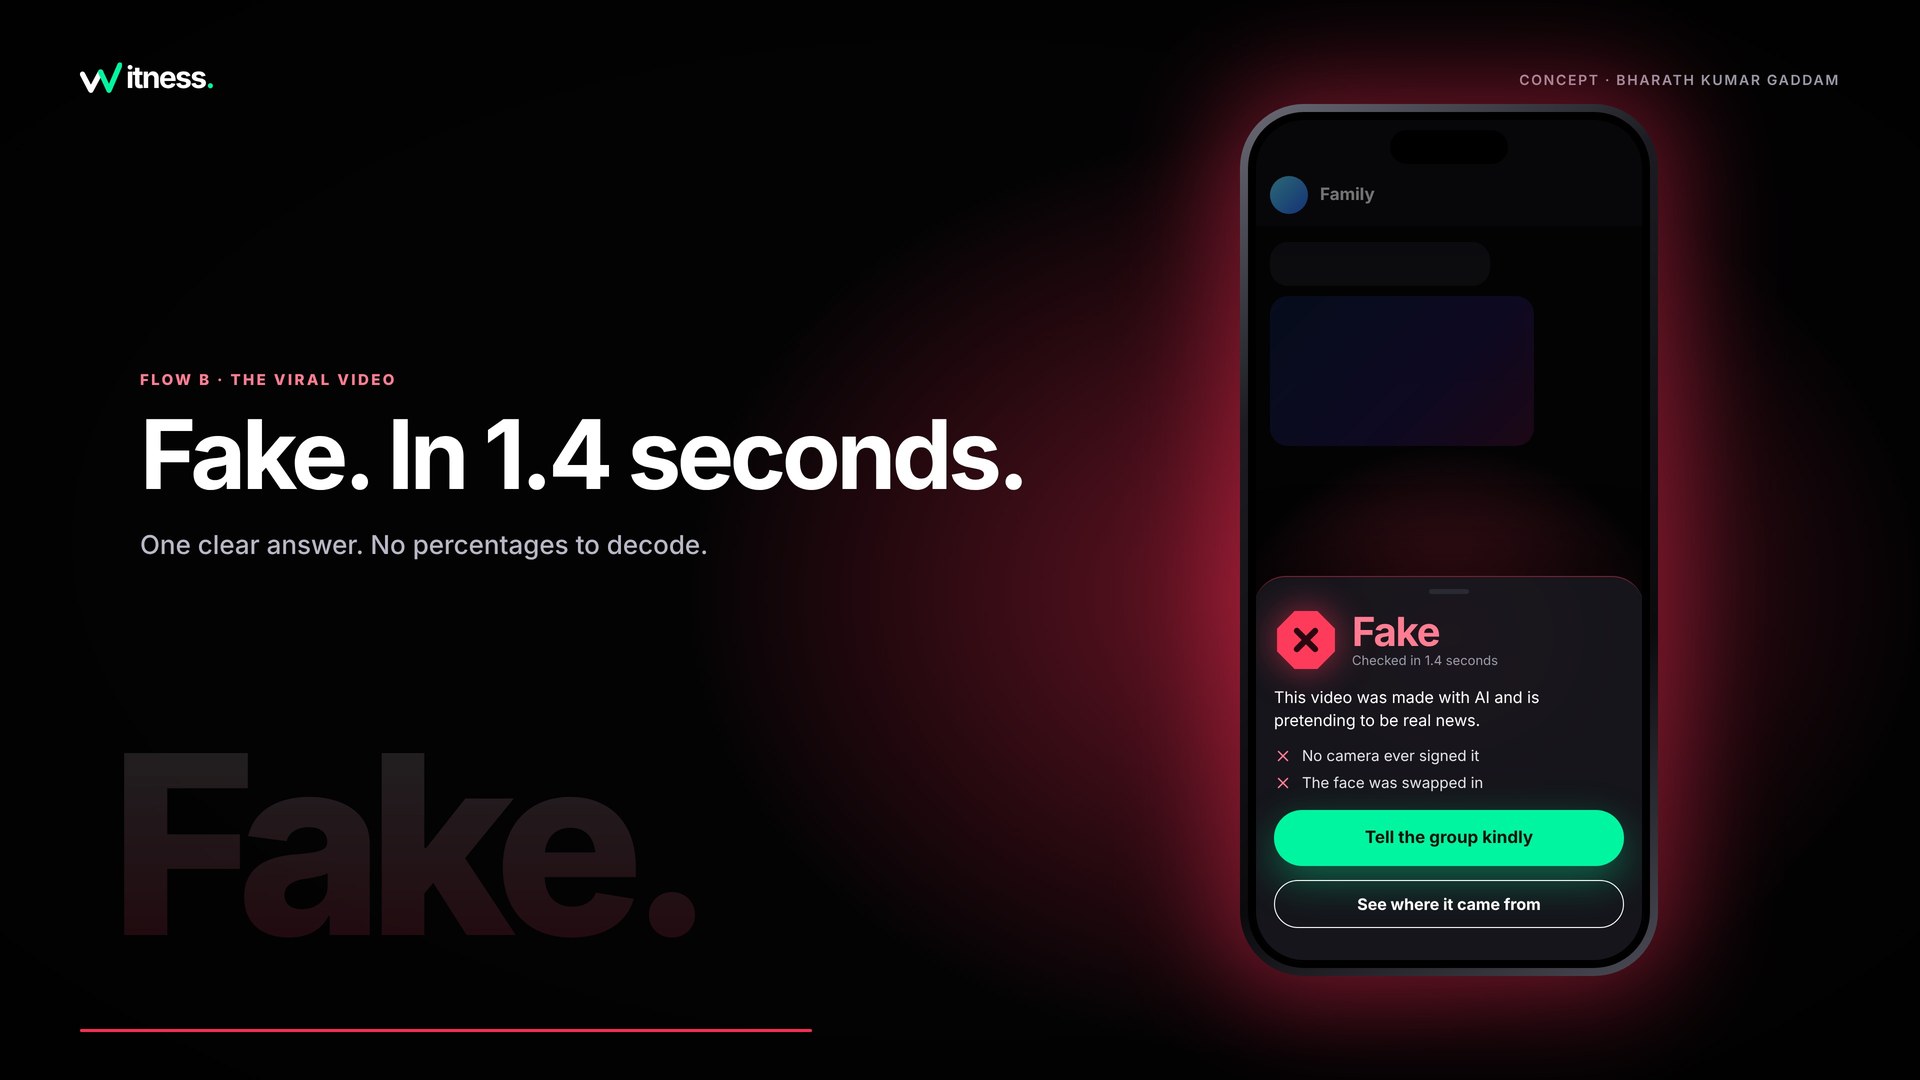 Witness.
CONCEPT · BHARATH KUMAR GADDAM
FLOW B · THE VIRAL VIDEO
Fake. In 1.4 seconds.
One clear answer. No percentages to decode.
Fake.
Family
Fake
Checked in 1.4 seconds
This video was made with AI and is
pretending to be real news.
No camera ever signed it
The face was swapped in
Tell the group kindly
See where it came from